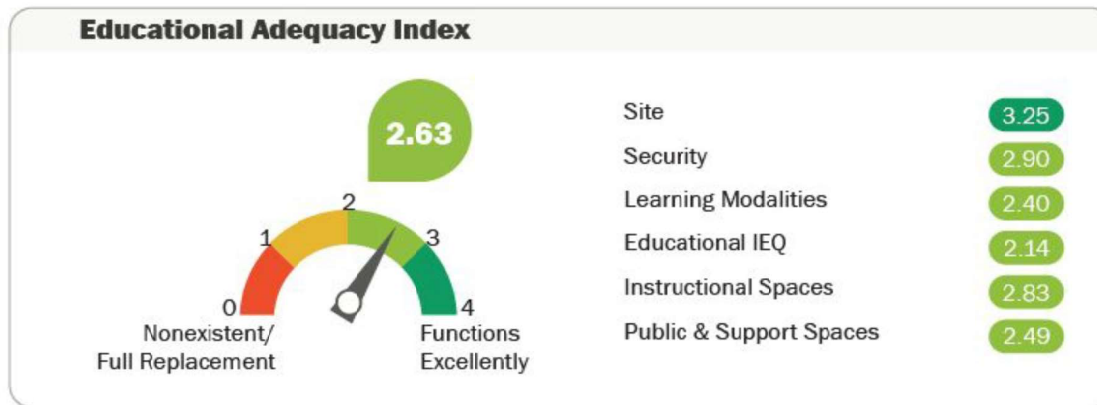 Educational Adequacy Index
2.63
0
1
2
3
4
Nonexistent/
Full Replacement
Functions
Excellently
Site 3.25
Security 2.90
Learning Modalities 2.40
Educational IEQ 2.14
Instructional Spaces 2.83
Public & Support Spaces 2.49